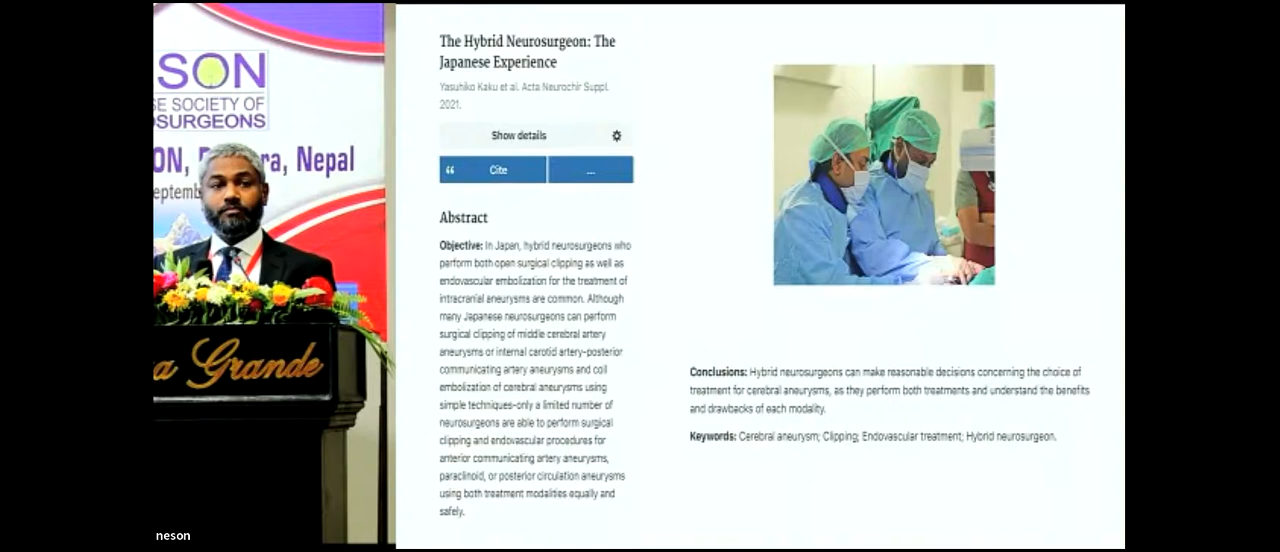 SON
SE SOCIETY OF
OSURGEONS
ON, ra, Nepal
a Grande
neson
The Hybrid Neurosurgeon: The
Japanese Experience
Yasuhiko Kaku et al. Acta Neurochir Suppl.
2021.
Show details
“ Cite
...
Abstract
Objective: In Japan, hybrid neurosurgeons who
perform both open surgical clipping as well as
endovascular embolization for the treatment of
intracranial aneurysms are common. Although
many Japanese neurosurgeons can perform
surgical clipping of middle cerebral artery
aneurysms or internal carotid artery-posterior
communicating artery aneurysms and coil
embolization of cerebral aneurysms using
simple techniques-only a limited number of
neurosurgeons are able to perform surgical
clipping and endovascular procedures for
anterior communicating artery aneurysms,
paraclinoid, or posterior circulation aneurysms
using both treatment modalities equally and
safely.
Conclusions: Hybrid neurosurgeons can make reasonable decisions concerning the choice of
treatment for cerebral aneurysms, as they perform both treatments and understand the benefits
and drawbacks of each modality.
Keywords: Cerebral aneurysm; Clipping; Endovascular treatment; Hybrid neurosurgeon.